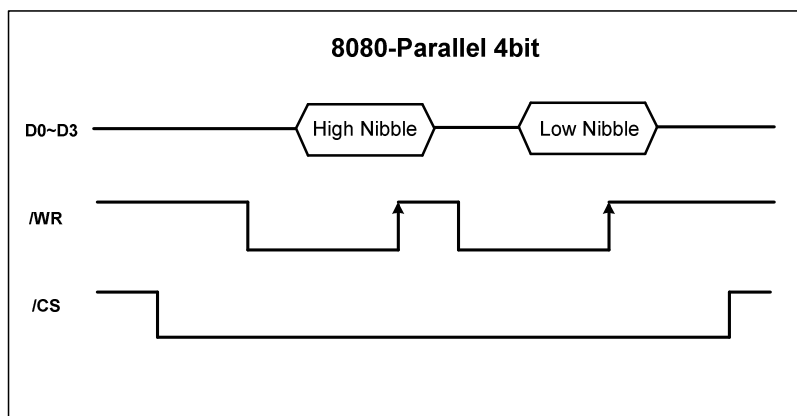 8080-Parallel 4bit
D0~D3
High Nibble
Low Nibble
/WR
/CS